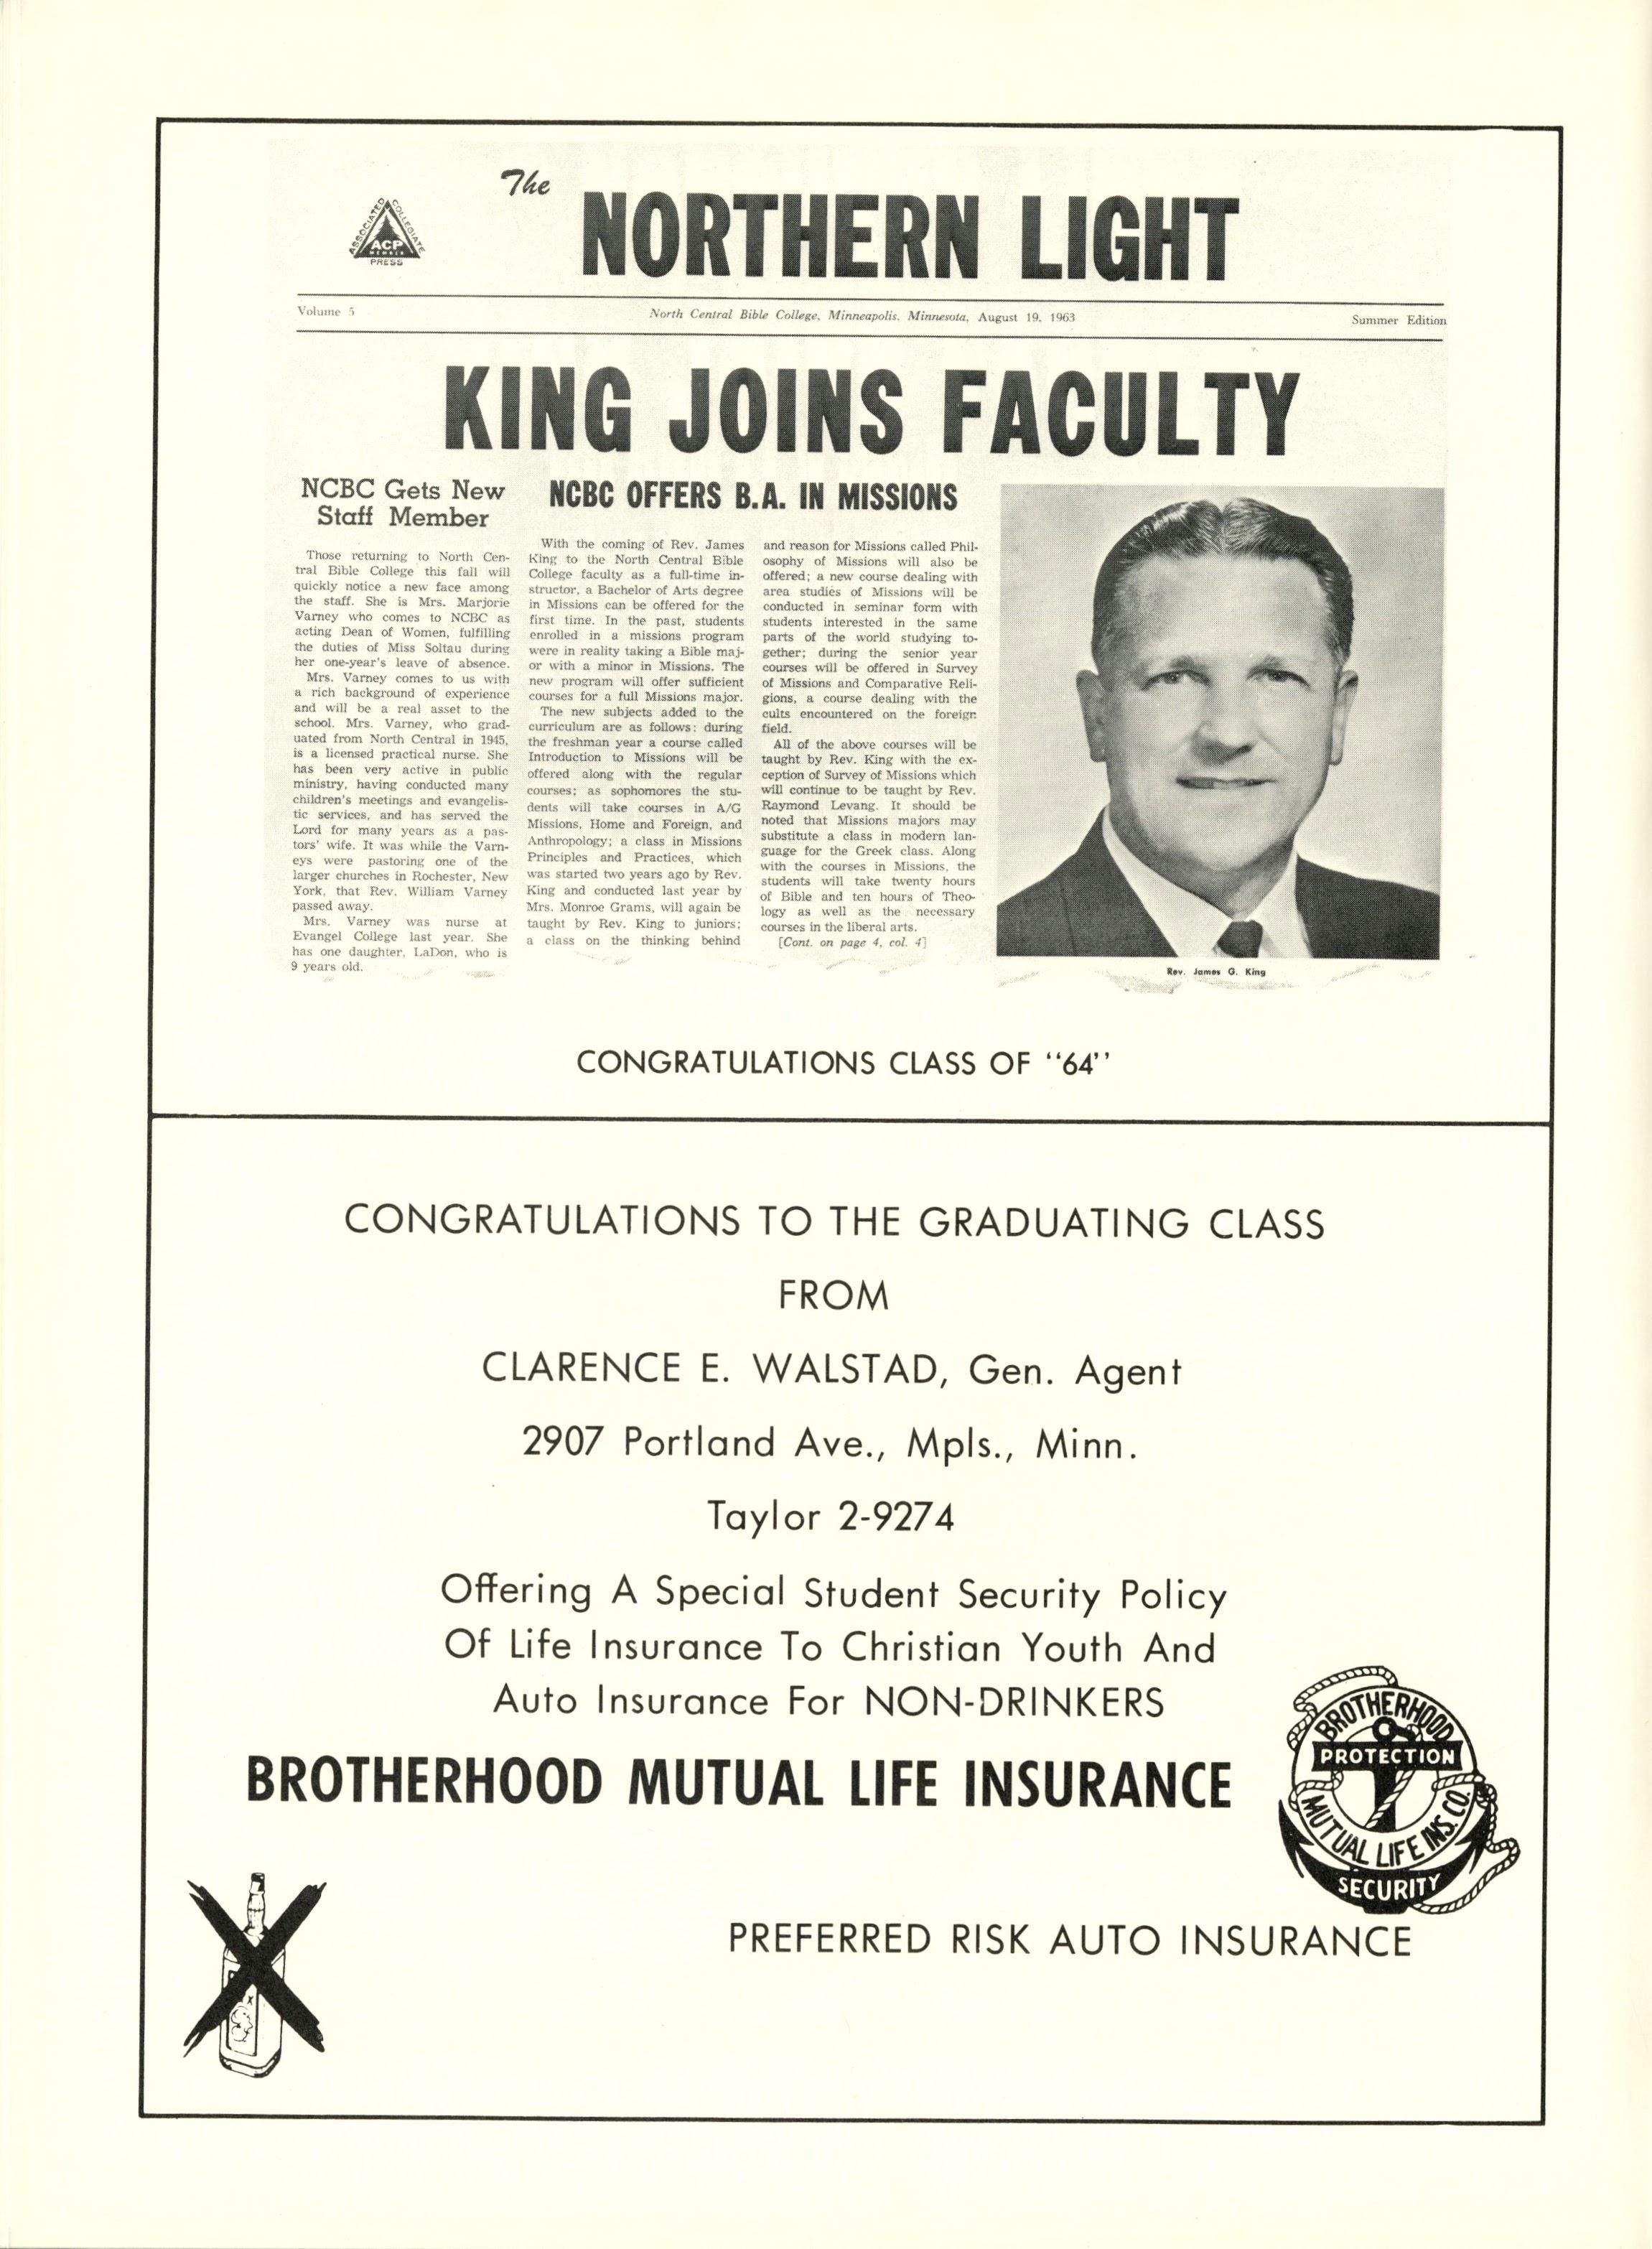 The
NORTHERN LIGHT
ASSOCIATED COLLEGIATE
ACP
MEMBER
PRESS
Volume 5
North Central Bible College, Minneapolis, Minnesota, August 19, 1963
Summer Edition
KING JOINS FACULTY
NCBC Gets New
Staff Member
Those returning to North Cen-
tral Bible College this fall will
quickly notice a new face among
the staff. She is Mrs. Marjorie
Varney who comes to NCBC as
acting Dean of Women, fulfilling
the duties of Miss Soltau during
her one-year's leave of absence.
Mrs. Varney comes to us with
a rich background of experience
and will be a real asset to the
school. Mrs. Varney, who grad-
uated from North Central in 1945,
is a licensed practical nurse. She
has been very active in public
ministry, having conducted many
children's meetings and evangelis-
tic services, and has served the
Lord for many years as a pas-
tors' wife. It was while the Varn-
eys were pastoring one of the
larger churches in Rochester, New
York, that Rev. William Varney
passed away.
Mrs. Varney was nurse at
Evangel College last year. She
has one daughter, LaDon, who is
9 years old.
NCBC OFFERS B.A. IN MISSIONS
With the coming of Rev. James
King to the North Central Bible
College faculty as a full-time in-
structor, a Bachelor of Arts degree
in Missions can be offered for the
first time. In the past, students
enrolled in a missions program
were in reality taking a Bible maj-
or with a minor in Missions. The
new program will offer sufficient
courses for a full Missions major.
The new subjects added to the
curriculum are as follows: during
the freshman year a course called
Introduction to Missions will be
offered along with the regular
courses; as sophomores the stu-
dents will take courses in A/G
Missions, Home and Foreign, and
Anthropology; a class in Missions
Principles and Practices, which
was started two years ago by Rev.
King and conducted last year by
Mrs. Monroe Grams, will again be
taught by Rev. King to juniors;
a class on the thinking behind
and reason for Missions called Phil-
osophy of Missions will also be
offered; a new course dealing with
area studies of Missions will be
conducted in seminar form with
students interested in the same
parts of the world studying to-
gether; during the senior year
courses will be offered in Survey
of Missions and Comparative Reli-
gions, a course dealing with the
cults encountered on the foreign
field.
All of the above courses will be
taught by Rev. King with the ex-
ception of Survey of Missions which
will continue to be taught by Rev.
Raymond Levang. It should be
noted that Missions majors may
substitute a class in modern lan-
guage for the Greek class. Along
with the courses in Missions, the
students will take twenty hours
of Bible and ten hours of Theo-
logy as well as the necessary
courses in the liberal arts.
[Cont. on page 4, col. 4]
Rev. James G. King
CONGRATULATIONS CLASS OF "64"
CONGRATULATIONS TO THE GRADUATING CLASS
FROM
CLARENCE E. WALSTAD, Gen. Agent
2907 Portland Ave., Mpls., Minn.
Taylor 2-9274
Offering A Special Student Security Policy
Of Life Insurance To Christian Youth And
Auto Insurance For NON-DRINKERS
BROTHERHOOD MUTUAL LIFE INSURANCE
BROTHERHOOD
PROTECTION
MUTUAL LIFE INS. CO.
SECURITY
PREFERRED RISK AUTO INSURANCE